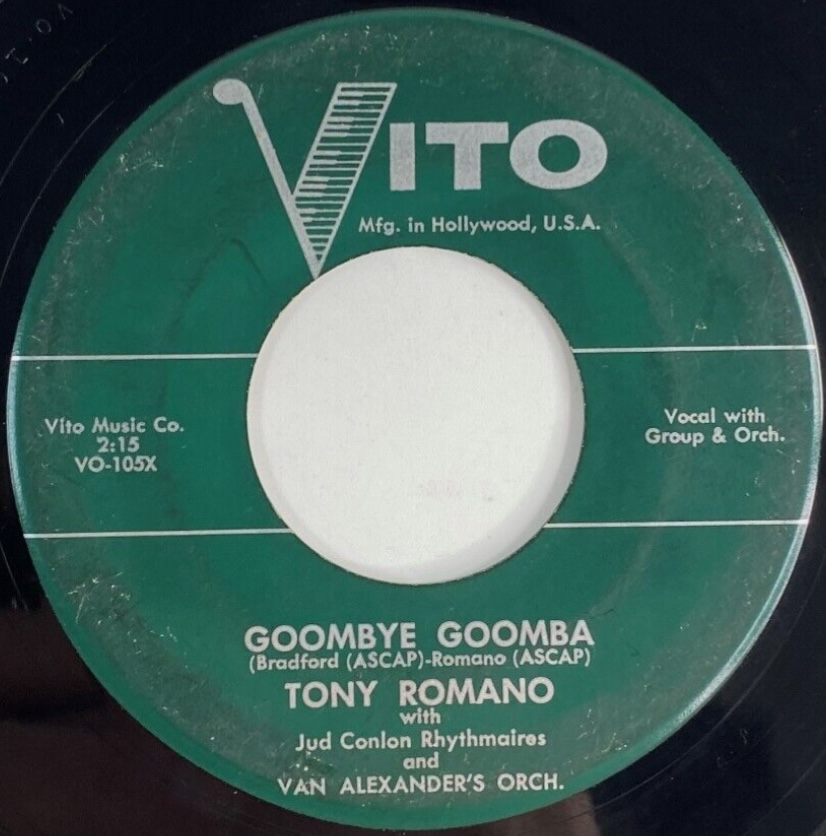 VITO
Mfg. in Hollywood, U.S.A.
Vito Music Co.
2:15
VO-105X
Vocal with
Group & Orch.
GOOMBYE GOOMBA
(Bradford (ASCAP)-Romano (ASCAP)
TONY ROMANO
with
Jud Conlon Rhythmaires
and
VAN ALEXANDER'S ORCH.